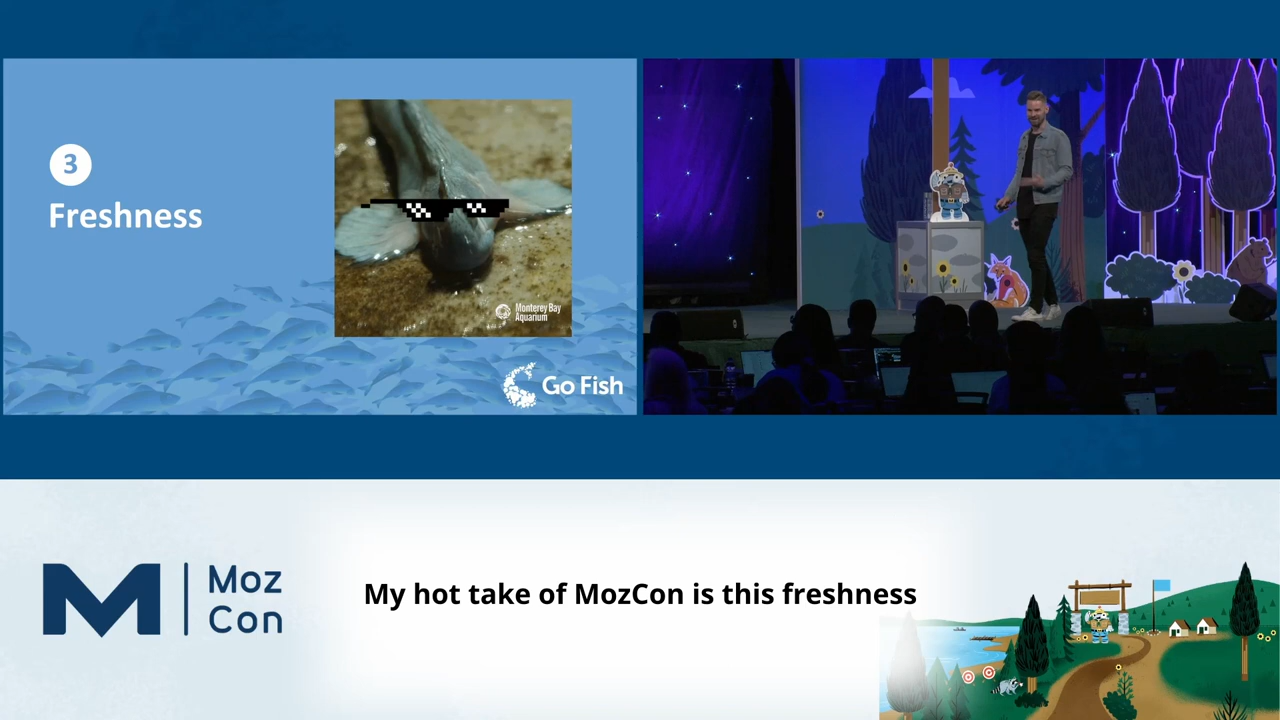 3
Freshness
Monterey Bay
Aquarium
Go Fish
Moz
Con
My hot take of MozCon is this freshness